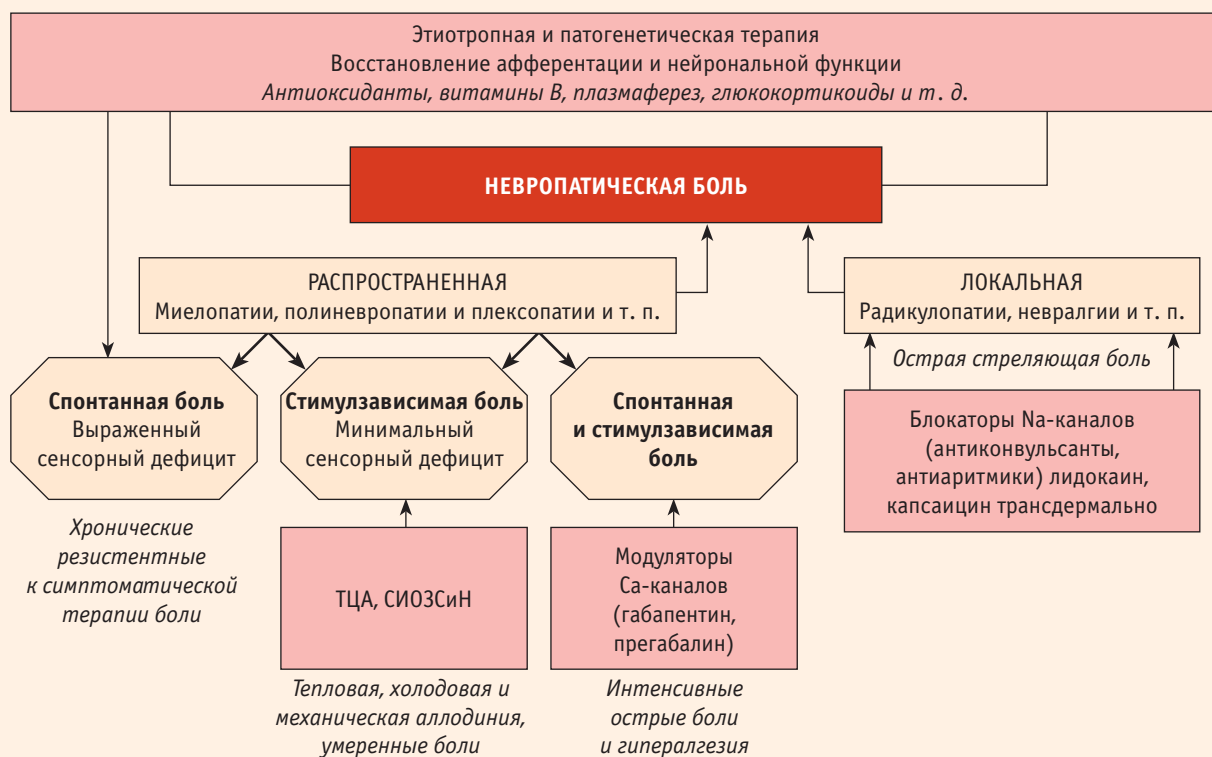 Этиотропная и патогенетическая терапия
Восстановление афферентации и нейрональной функции
Антиоксиданты, витамины В, плазмаферез, глюкокортикоиды и т. д.
НЕВРОПАТИЧЕСКАЯ БОЛЬ
РАСПРОСТРАНЕННАЯ
Миелопатии, полиневропатии и плексопатии и т. п.
ЛОКАЛЬНАЯ
Радикулопатии, невралгии и т. п.
Острая стреляющая боль
Спонтанная боль
Выраженный
сенсорный дефицит
Стимулзависимая боль
Минимальный
сенсорный дефицит
Спонтанная
и стимулзависимая
боль
Блокаторы Na-каналов
(антиконвульсанты,
антиаритмики) лидокаин,
капсаицин трансдермально
Хронические
резистентные
к симптоматической
терапии боли
ТЦА, СИОЗСиН
Модуляторы
Са-каналов
(габапентин,
прегабалин)
Тепловая, холодовая и
механическая аллодиния,
умеренные боли
Интенсивные
острые боли
и гипералгезия